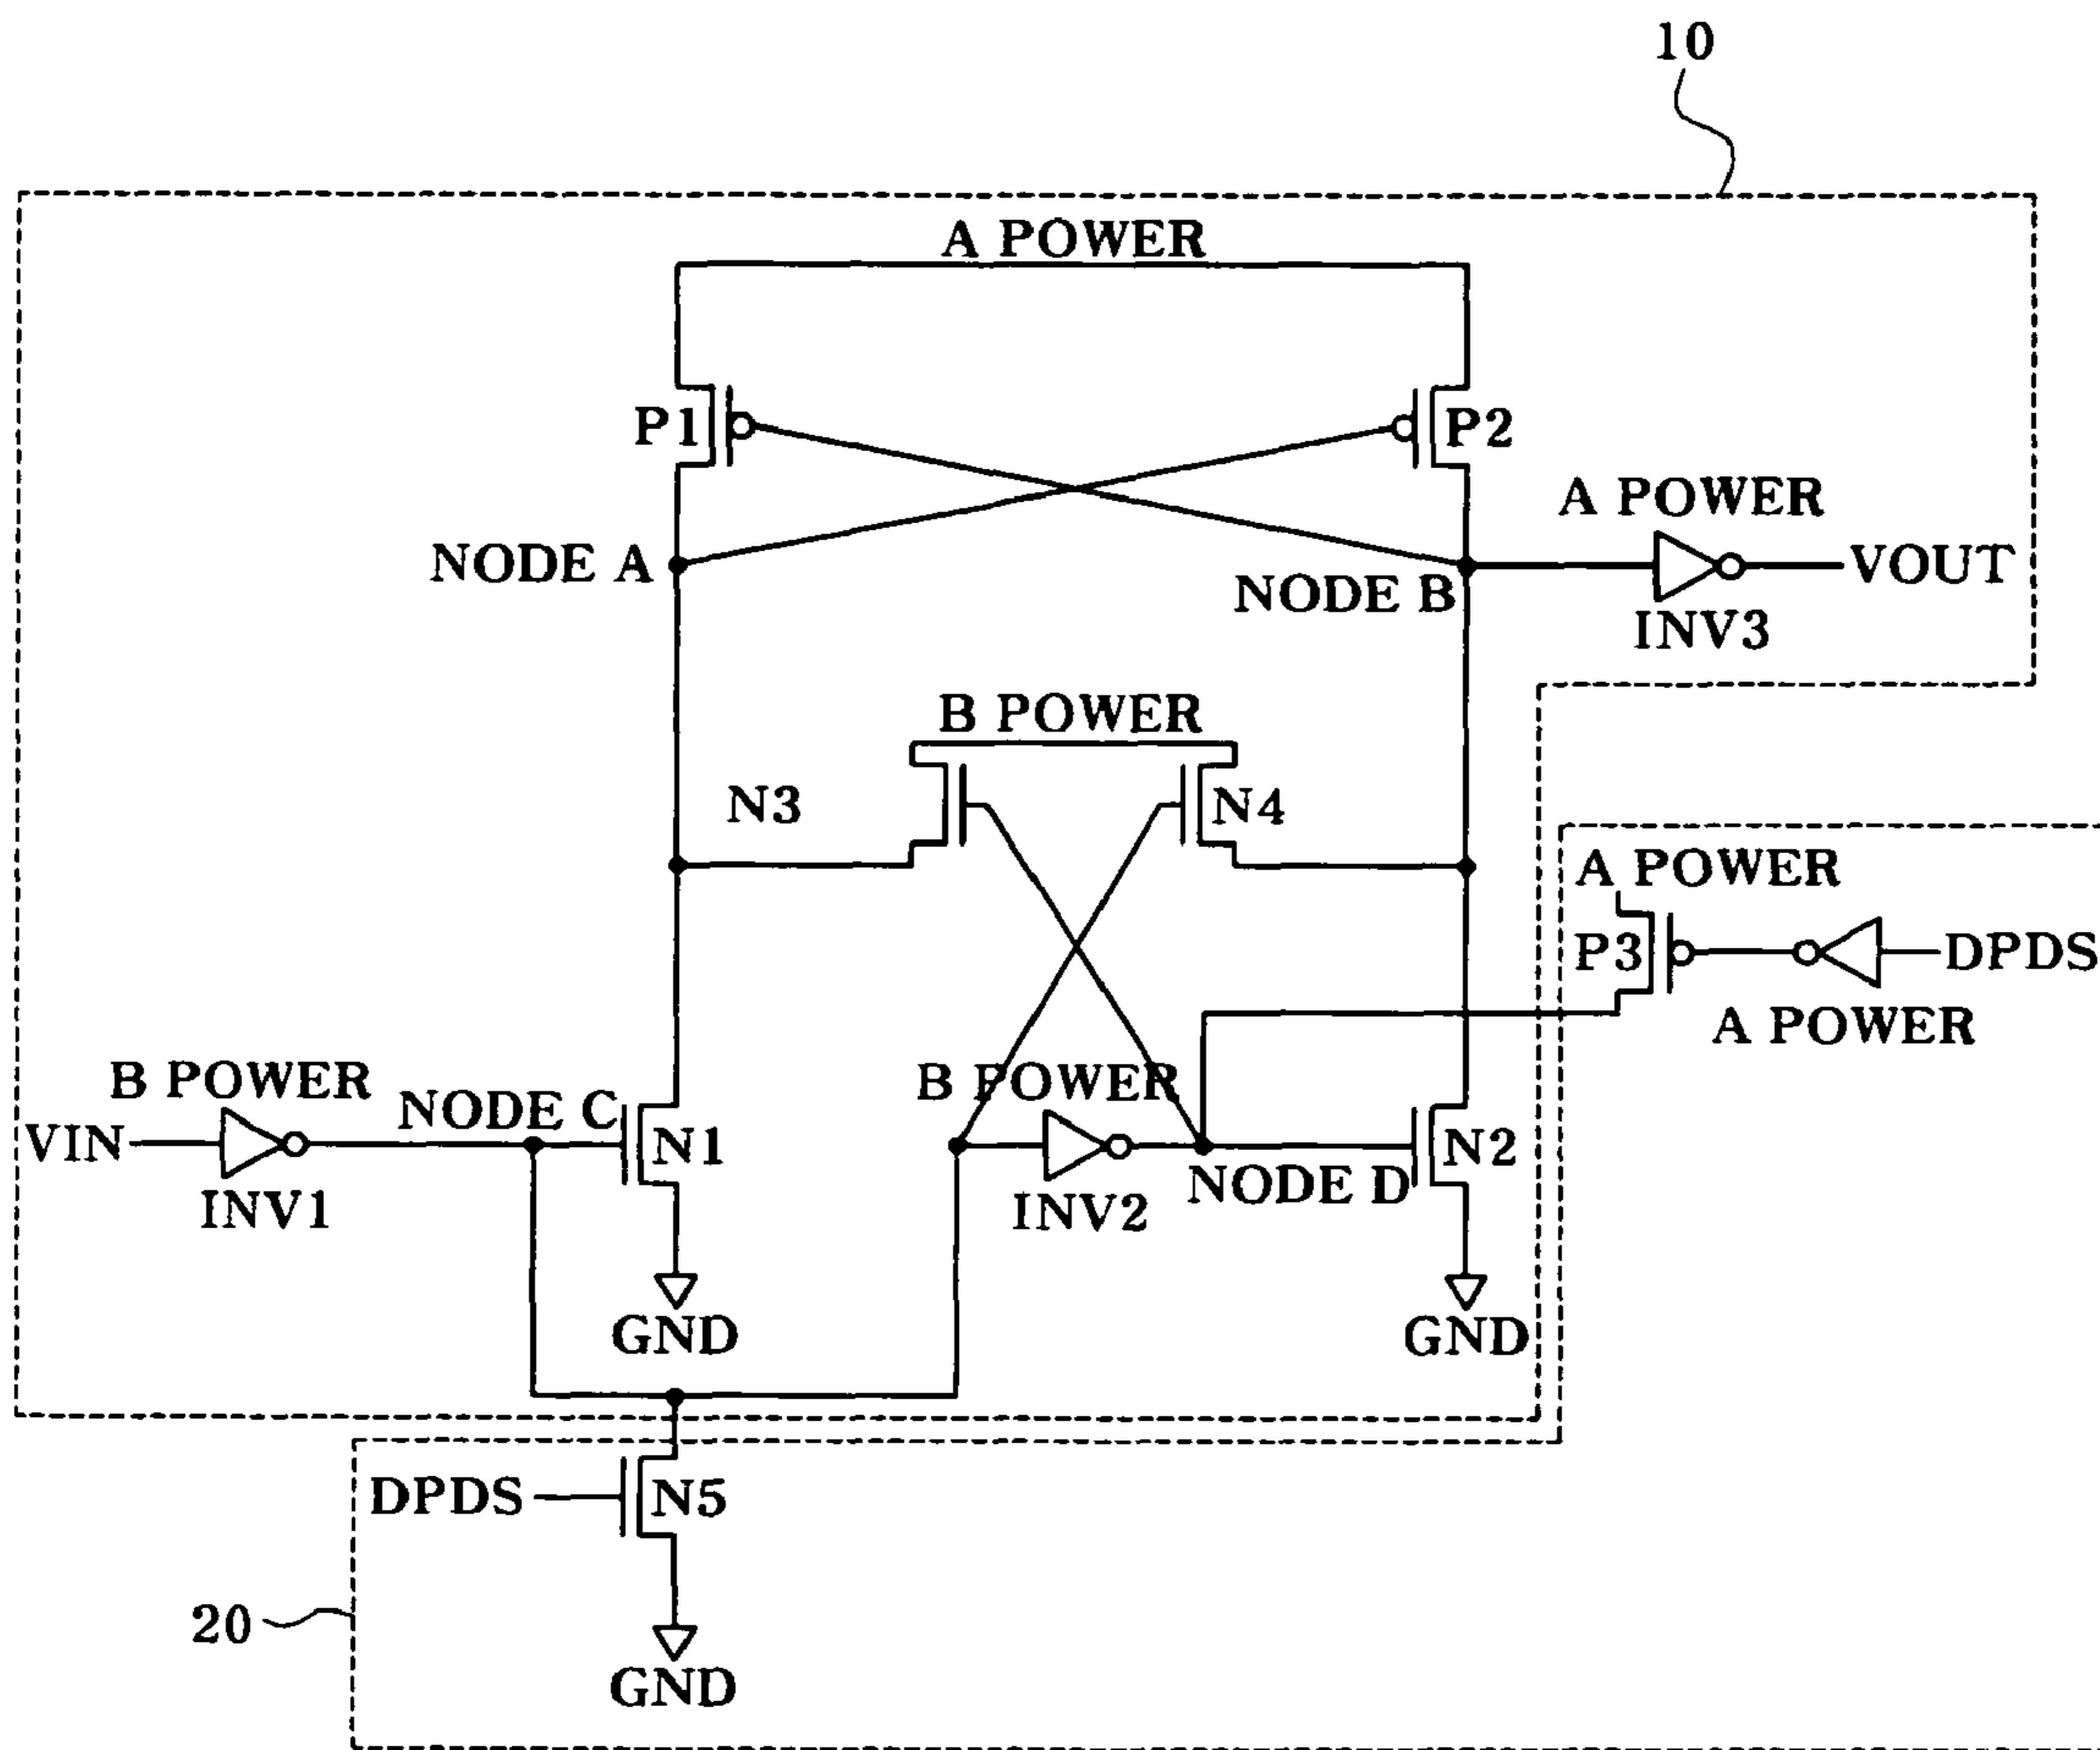 10
A POWER
P1
P2
A POWER
NODE A
VOUT
NODE B
INV3
B POWER
N3
N4
A POWER
P3
DPDS
A POWER
B POWER
B POWER
NODE C
VIN
N1
N2
NODE D
INV1
INV2
GND
GND
DPDS
N5
20
GND